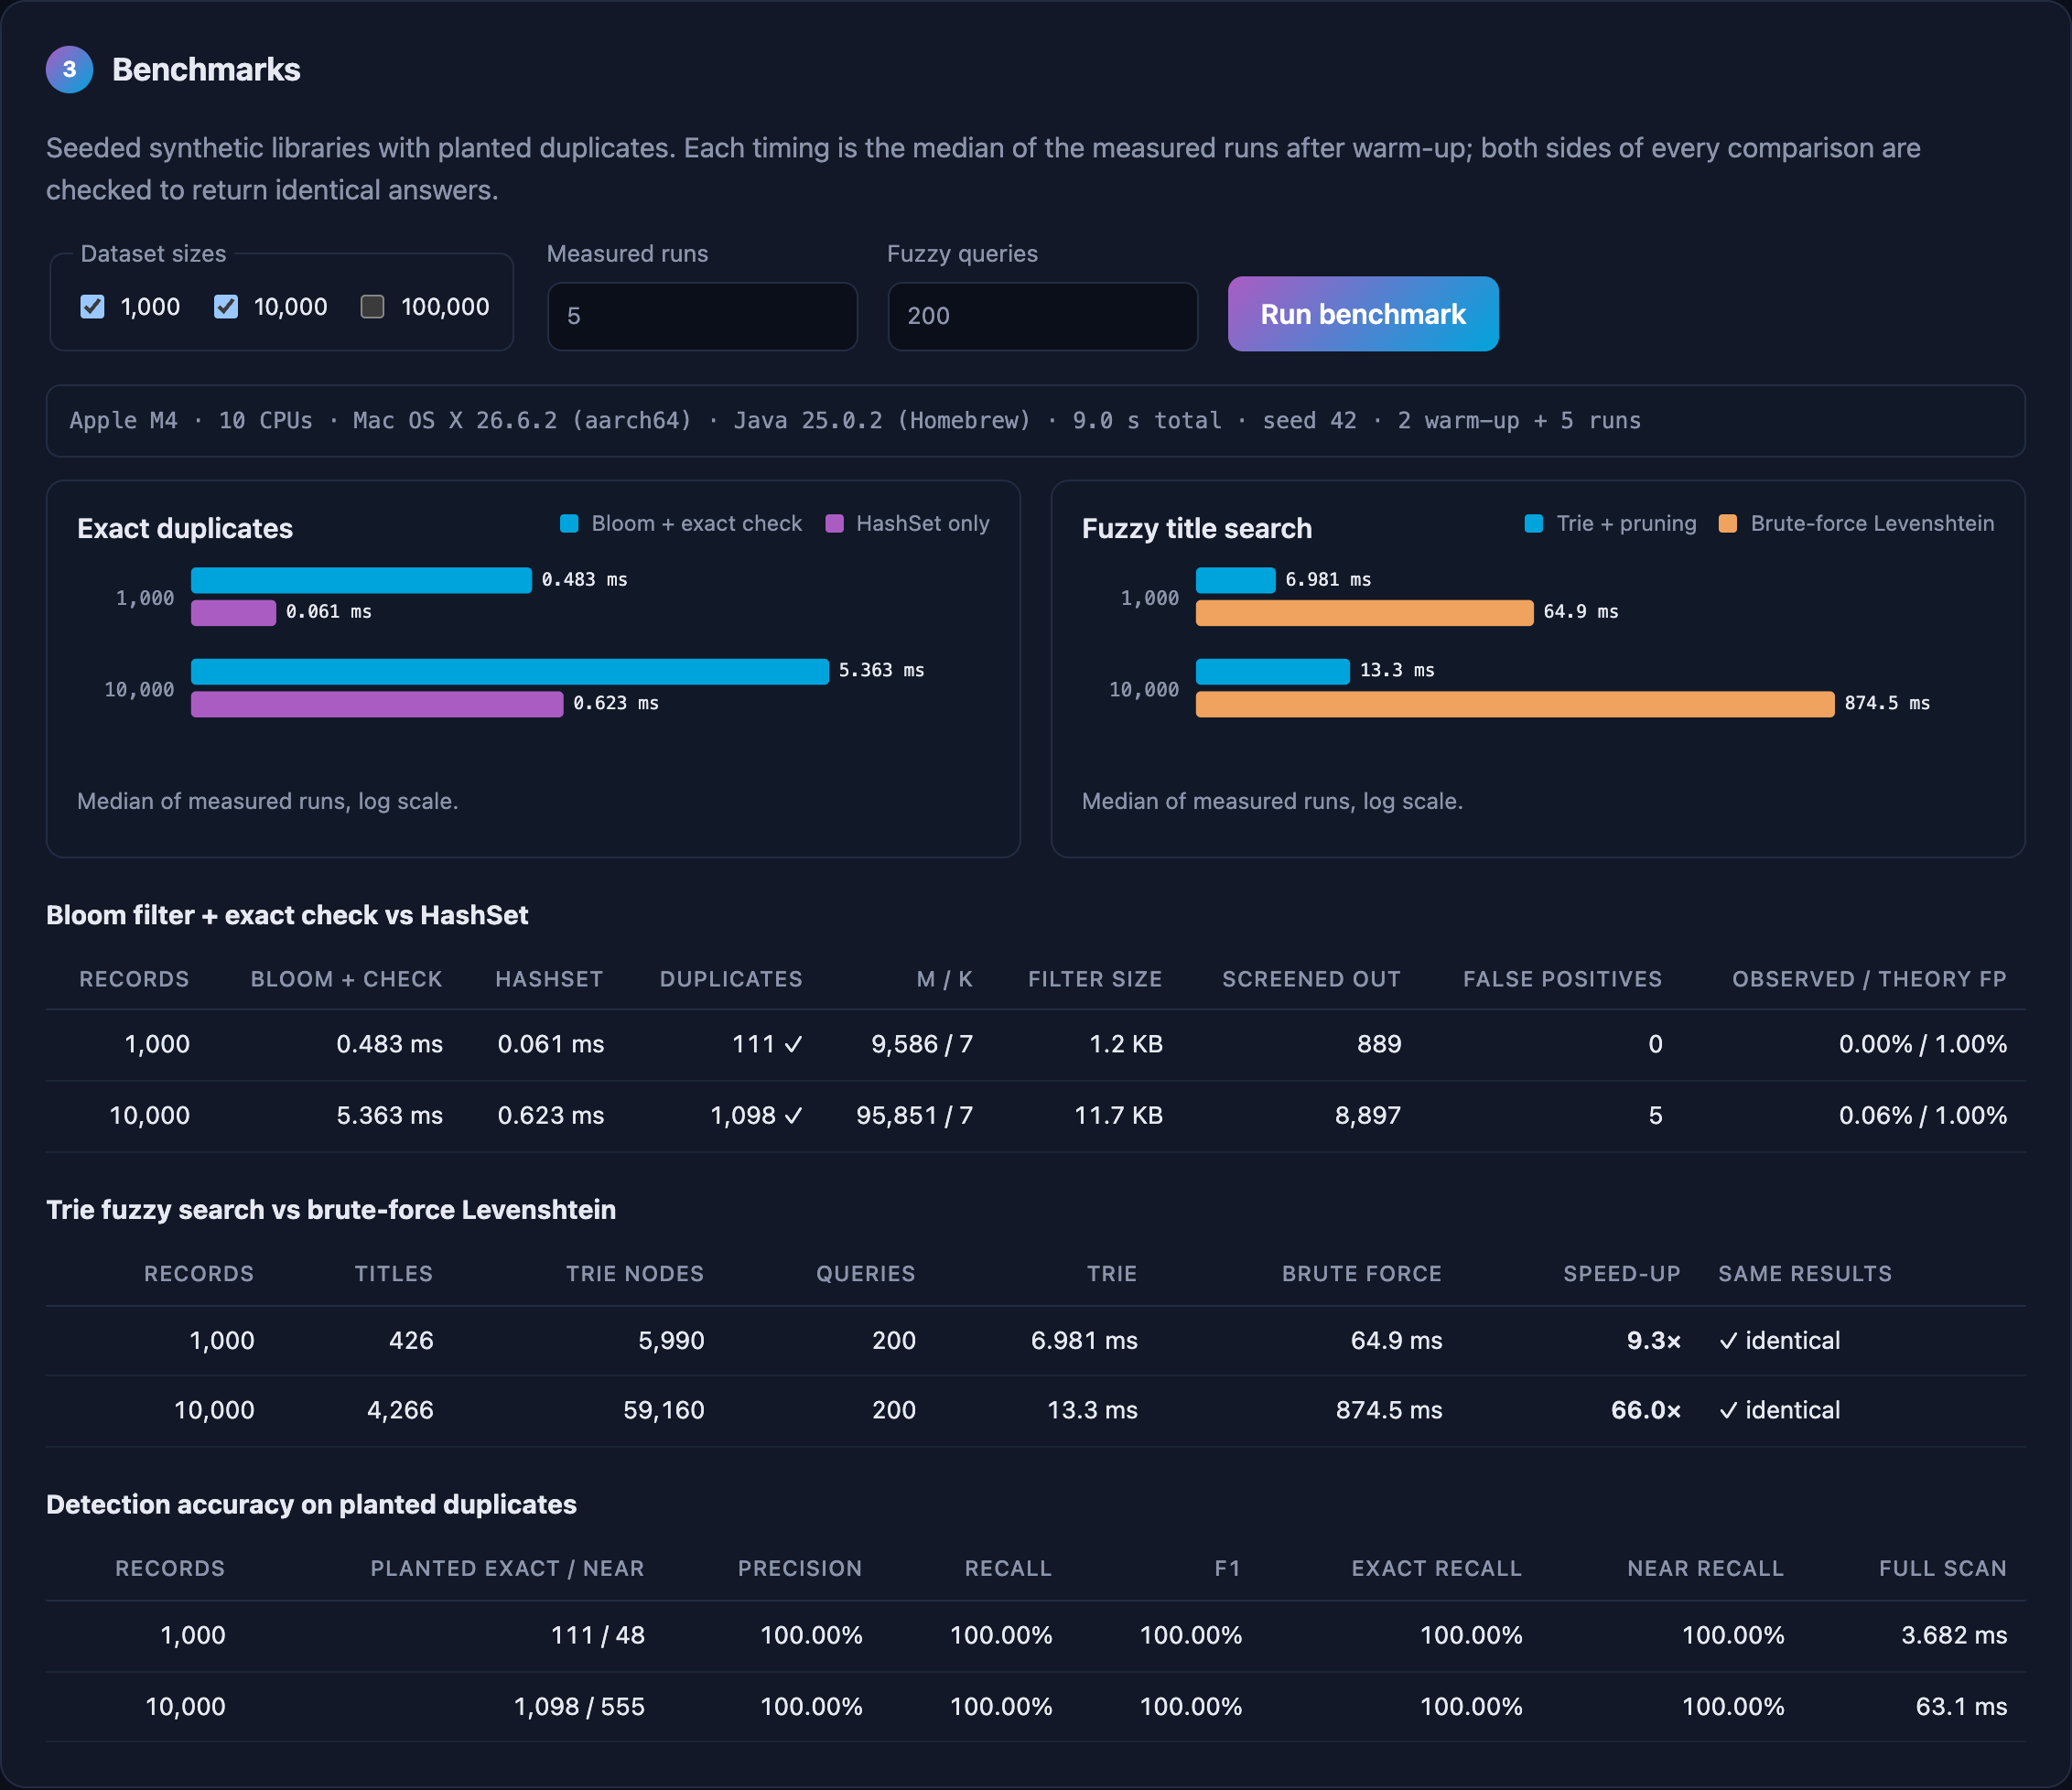 3 Benchmarks
Seeded synthetic libraries with planted duplicates. Each timing is the median of the measured runs after warm-up; both sides of every comparison are
checked to return identical answers.
Dataset sizes Measured runs Fuzzy queries
1,000 10,000 100,000 5 200 Run benchmark
Apple M4 · 10 CPUs · Mac OS X 26.6.2 (aarch64) · Java 25.0.2 (Homebrew) · 9.0 s total · seed 42 · 2 warm-up + 5 runs
Exact duplicates Bloom + exact check HashSet only
1,000 0.483 ms
0.061 ms
10,000 5.363 ms
0.623 ms
Median of measured runs, log scale.
Fuzzy title search Trie + pruning Brute-force Levenshtein
1,000 6.981 ms
64.9 ms
10,000 13.3 ms
874.5 ms
Median of measured runs, log scale.
Bloom filter + exact check vs HashSet
RECORDS BLOOM + CHECK HASHSET DUPLICATES M / K FILTER SIZE SCREENED OUT FALSE POSITIVES OBSERVED / THEORY FP
1,000 0.483 ms 0.061 ms 111 ✓ 9,586 / 7 1.2 KB 889 0 0.00% / 1.00%
10,000 5.363 ms 0.623 ms 1,098 ✓ 95,851 / 7 11.7 KB 8,897 5 0.06% / 1.00%
Trie fuzzy search vs brute-force Levenshtein
RECORDS TITLES TRIE NODES QUERIES TRIE BRUTE FORCE SPEED-UP SAME RESULTS
1,000 426 5,990 200 6.981 ms 64.9 ms 9.3× ✓ identical
10,000 4,266 59,160 200 13.3 ms 874.5 ms 66.0× ✓ identical
Detection accuracy on planted duplicates
RECORDS PLANTED EXACT / NEAR PRECISION RECALL F1 EXACT RECALL NEAR RECALL FULL SCAN
1,000 111 / 48 100.00% 100.00% 100.00% 100.00% 100.00% 3.682 ms
10,000 1,098 / 555 100.00% 100.00% 100.00% 100.00% 100.00% 63.1 ms